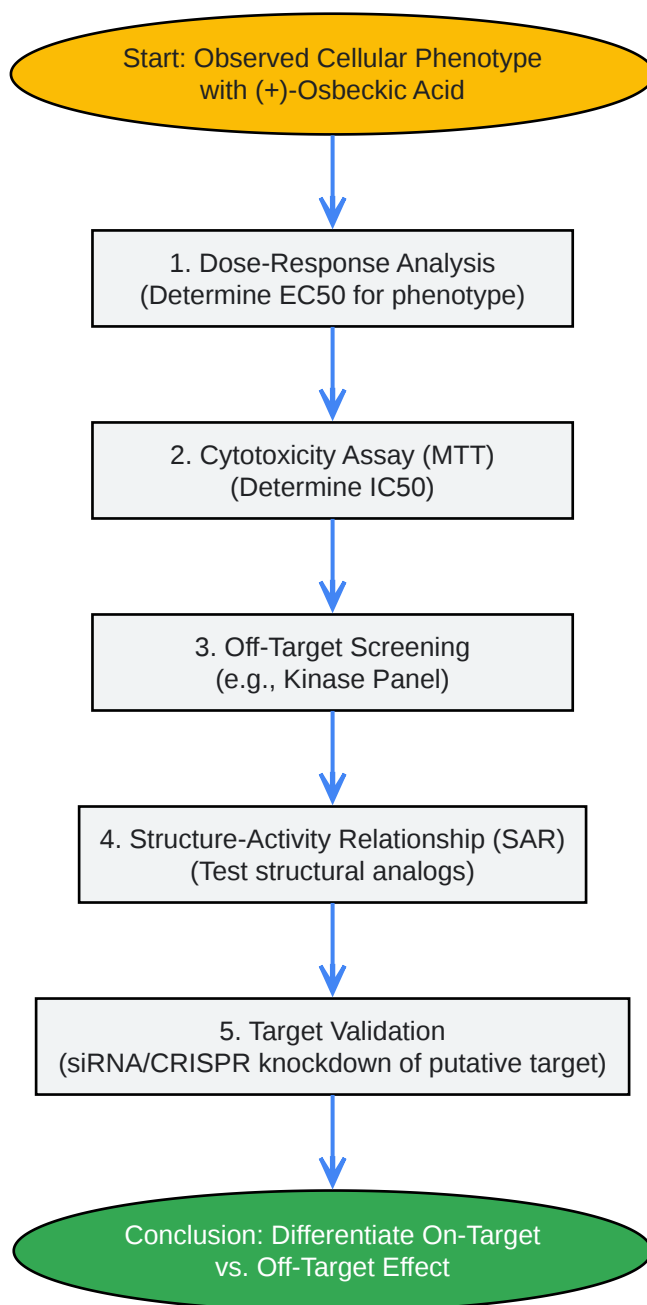 Start: Observed Cellular Phenotype
with (+)-Osbeckic Acid
1. Dose-Response Analysis
(Determine EC50 for phenotype)
2. Cytotoxicity Assay (MTT)
(Determine IC50)
3. Off-Target Screening
(e.g., Kinase Panel)
4. Structure-Activity Relationship (SAR)
(Test structural analogs)
5. Target Validation
(siRNA/CRISPR knockdown of putative target)
Conclusion: Differentiate On-Target
vs. Off-Target Effect